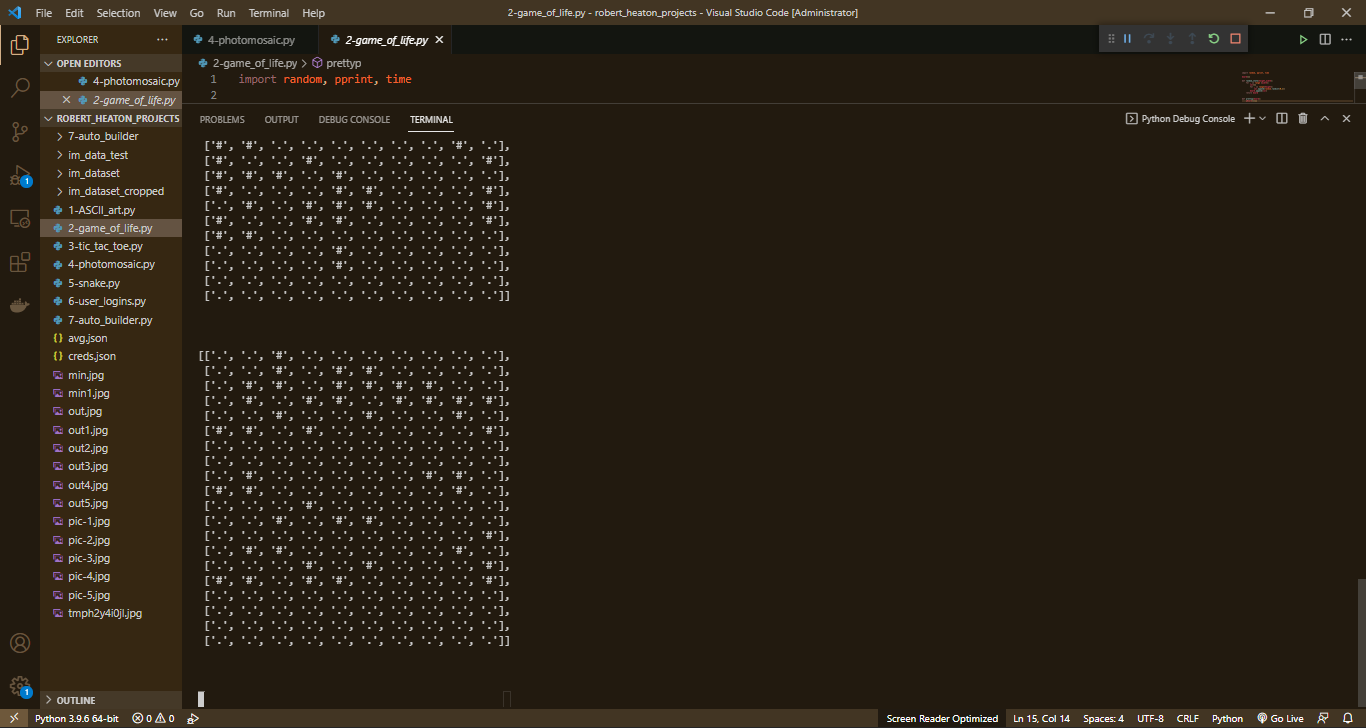 File Edit Selection View Go Run Terminal Help 2-game_of_life.py - robert_heaton_projects - Visual Studio Code [Administrator]
EXPLORER
OPEN EDITORS
4-photomosaic.py
2-game_of_life.py
ROBERT_HEATON_PROJECTS
7-auto_builder
im_data_test
im_dataset
im_dataset_cropped
1-ASCII_art.py
2-game_of_life.py
3-tic_tac_toe.py
4-photomosaic.py
5-snake.py
6-user_logins.py
7-auto_builder.py
avg.json
creds.json
min.jpg
min1.jpg
out.jpg
out1.jpg
out2.jpg
out3.jpg
out4.jpg
out5.jpg
pic-1.jpg
pic-2.jpg
pic-3.jpg
pic-4.jpg
pic-5.jpg
tmph2y4i0jl.jpg
OUTLINE
4-photomosaic.py 2-game_of_life.py
2-game_of_life.py > prettyp
1 import random, pprint, time
2
PROBLEMS OUTPUT DEBUG CONSOLE TERMINAL Python Debug Console
['#', '#', '.', '.', '.', '.', '.', '.', '#', '.'],
['#', '.', '.', '#', '.', '.', '.', '.', '.', '#'],
['#', '#', '#', '.', '#', '.', '.', '.', '.', '.'],
['#', '.', '.', '.', '#', '#', '.', '.', '.', '#'],
['.', '#', '.', '#', '#', '#', '.', '.', '.', '#'],
['#', '.', '.', '#', '#', '.', '.', '.', '.', '#'],
['#', '#', '.', '.', '.', '.', '.', '.', '.', '.'],
['.', '.', '.', '.', '#', '.', '.', '.', '.', '.'],
['.', '.', '.', '.', '#', '.', '.', '.', '.', '.'],
['.', '.', '.', '.', '.', '.', '.', '.', '.', '.'],
['.', '.', '.', '.', '.', '.', '.', '.', '.', '.']]
[['.', '.', '#', '.', '.', '.', '.', '.', '.', '.'],
['.', '.', '#', '.', '#', '#', '.', '.', '.', '.'],
['.', '#', '#', '.', '#', '#', '#', '#', '.', '.'],
['.', '#', '.', '#', '#', '.', '#', '#', '#', '#'],
['.', '.', '#', '.', '.', '#', '.', '.', '#', '.'],
['#', '#', '.', '#', '.', '.', '.', '.', '.', '#'],
['.', '.', '.', '.', '.', '.', '.', '.', '.', '.'],
['.', '.', '.', '.', '.', '.', '.', '.', '.', '.'],
['.', '#', '.', '.', '.', '.', '.', '#', '#', '.'],
['#', '#', '.', '.', '.', '.', '.', '.', '#', '.'],
['.', '.', '.', '#', '.', '.', '.', '.', '.', '.'],
['.', '.', '#', '.', '#', '#', '.', '.', '.', '.'],
['.', '.', '.', '.', '.', '.', '.', '.', '.', '#'],
['.', '#', '#', '.', '.', '.', '.', '.', '#', '.'],
['.', '.', '.', '#', '.', '#', '.', '.', '.', '#'],
['#', '#', '.', '#', '#', '.', '.', '.', '.', '#'],
['.', '.', '.', '.', '.', '.', '.', '.', '.', '.'],
['.', '.', '.', '.', '.', '.', '.', '.', '.', '.'],
['.', '.', '.', '.', '.', '.', '.', '.', '.', '.'],
['.', '.', '.', '.', '.', '.', '.', '.', '.', '.']]
1
1
Python 3.9.6 64-bit 0 0 Screen Reader Optimized Ln 15, Col 14 Spaces: 4 UTF-8 CRLF Python Go Live